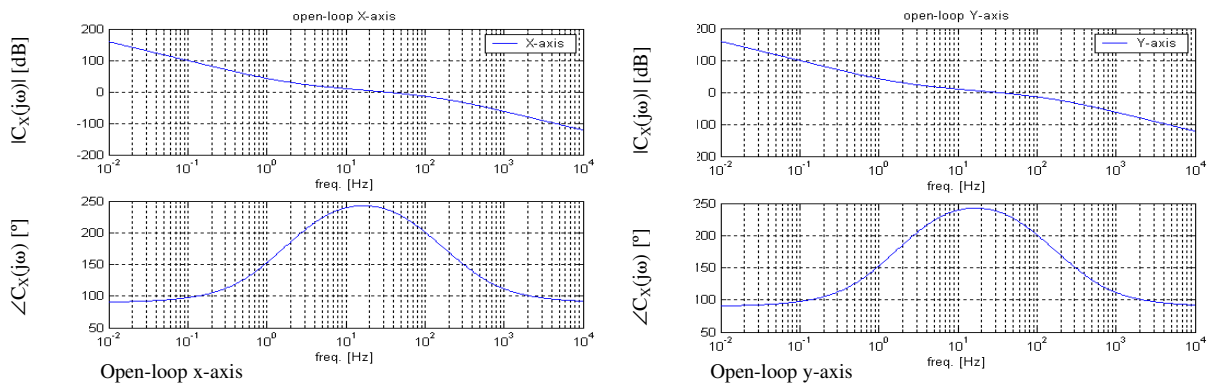 open-loop X-axis
|C_X(jω)| [dB]
200
100
0
-100
-200
X-axis
10^-2 10^-1 10^0 10^1 10^2 10^3 10^4
freq. [Hz]
∠C_X(jω) [º]
250
200
150
100
50
10^-2 10^-1 10^0 10^1 10^2 10^3 10^4
freq. [Hz]
Open-loop x-axis
open-loop Y-axis
|C_X(jω)| [dB]
200
100
0
100
200
Y-axis
10^-2 10^-1 10^0 10^1 10^2 10^3 10^4
freq. [Hz]
∠C_X(jω) [º]
250
200
150
100
50
10^-2 10^-1 10^0 10^1 10^2 10^3 10^4
freq. [Hz]
Open-loop y-axis